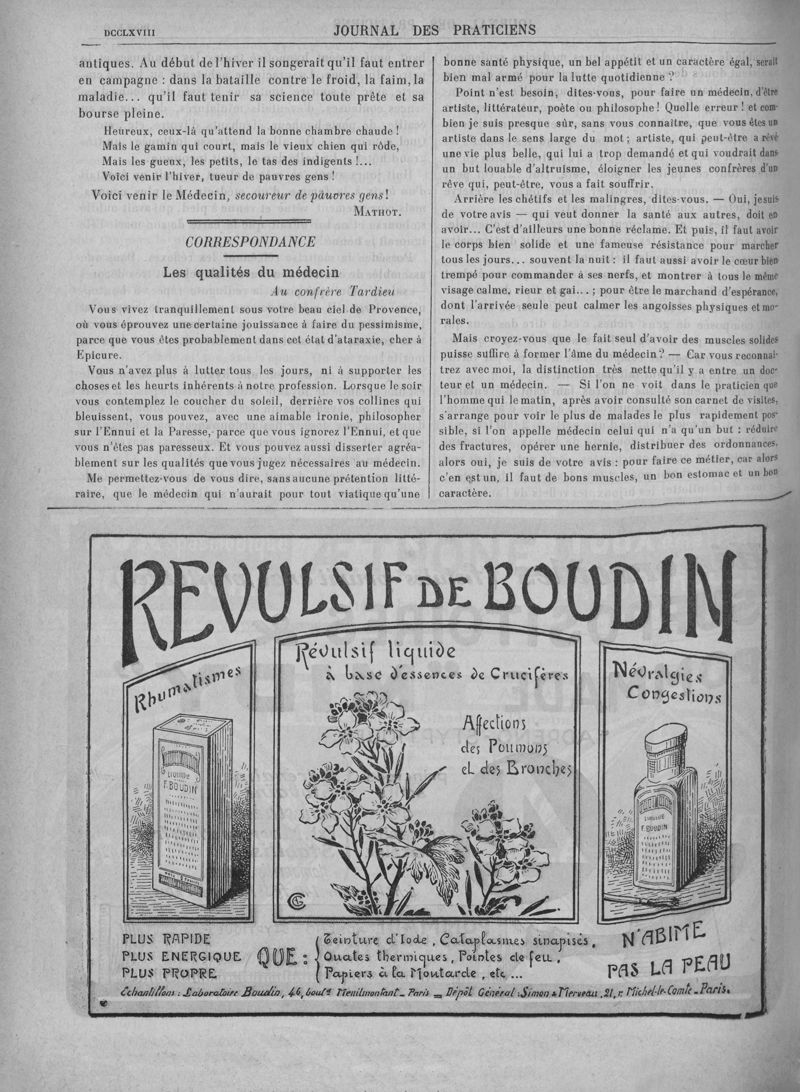 DCCLXVIII
JOURNAL DES PRATICIENS
antiques. Au début de l'hiver il songerait qu'il faut entrer
en campagne : dans la bataille contre le froid, la faim, la
maladie... qu'il faut tenir sa science toute prête et sa
bourse pleine.
Heureux, ceux-là qu'attend la bonne chambre chaude !
Mais le gamin qui court, mais le vieux chien qui rôde,
Mais les gueux, les petits, le tas des indigents !...
Voici venir l'hiver, tueur de pauvres gens !
Voici venir le Médecin, secoureur de pauvres gens !
MATHOT.
CORRESPONDANCE
Les qualités du médecin
Au confrère Tardieu
Vous vivez tranquillement sous votre beau ciel de Provence,
où vous éprouvez une certaine jouissance à faire du pessimisme,
parce que vous êtes probablement dans cet état d'ataraxie, cher à
Epicure.
Vous n'avez plus à lutter tous les jours, ni à supporter les
choses et les heurts inhérents à notre profession. Lorsque le soir
vous contemplez le coucher du soleil, derrière vos collines qui
bleuissent, vous pouvez, avec une aimable ironie, philosopher
sur l'Ennui et la Paresse, parce que vous ignorez l'Ennui, et que
vous n'êtes pas paresseux. Et vous pouvez aussi disserter agréa-
blement sur les qualités que vous jugez nécessaires au médecin.
Me permettez-vous de vous dire, sans aucune prétention litté-
raire, que le médecin qui n'aurait pour tout viatique qu'une
bonne santé physique, un bel appétit et un caractère égal, serait
bien mal armé pour la lutte quotidienne ?
Point n'est besoin, dites-vous, pour faire un médecin, d'être
artiste, littérateur, poète ou philosophe ! Quelle erreur ! et com-
bien je suis presque sûr, sans vous connaître, que vous êtes un
artiste dans le sens large du mot ; artiste, qui peut-être a rêvé
une vie plus belle, qui lui a trop demandé et qui voudrait dans
un but louable d'altruisme, éloigner les jeunes confrères d'un
rêve qui, peut-être, vous a fait souffrir.
Arrière les chétifs et les malingres, dites-vous. — Oui, je suis
de votre avis — qui veut donner la santé aux autres, doit en
avoir... C'est d'ailleurs une bonne réclame. Et puis, il faut avoir
le corps bien solide et une fameuse résistance pour marcher
tous les jours... souvent la nuit : il faut aussi avoir le cœur bien
trempé pour commander à ses nerfs, et montrer à tous le même
visage calme, rieur et gai... ; pour être le marchand d'espérance,
dont l'arrivée seule peut calmer les angoisses physiques et mo-
rales.
Mais croyez-vous que le fait seul d'avoir des muscles solides
puisse suffire à former l'âme du médecin ? — Car vous reconnaî-
trez avec moi, la distinction très nette qu'il y a entre un doc-
teur et un médecin. — Si l'on ne voit dans le praticien que
l'homme qui le matin, après avoir consulté son carnet de visites,
s'arrange pour voir le plus de malades le plus rapidement pos-
sible, si l'on appelle médecin celui qui n'a qu'un but : réduire
des fractures, opérer une hernie, distribuer des ordonnances,
alors oui, je suis de votre avis : pour faire ce métier, car alors
c'en est un, il faut de bons muscles, un bon estomac et un bon
caractère.
REVULSIF DE BOUDIN
Rhumatismes
LIQUIDE
F. BOUDIN
Révulsif liquide
à base d'essences de Crucifères
Affections
des Poumons
et des Bronches
Névralgies
Congestions
F. BOUDIN
PLUS RAPIDE
PLUS ENERGIQUE
PLUS PROPRE
QUE :
Teinture d'Iode, Cataplasmes sinapisés,
Ouates thermiques, Pointes de feu,
Papiers à la Moutarde, etc...
N'ABIME
PAS LA PEAU
Echantillons : Laboratoire Boudin, 46, boulᵈ Ménilmontant - Paris — Dépôt Général : Simon & Merveau, 21, r. Michel-le-Comte - Paris.